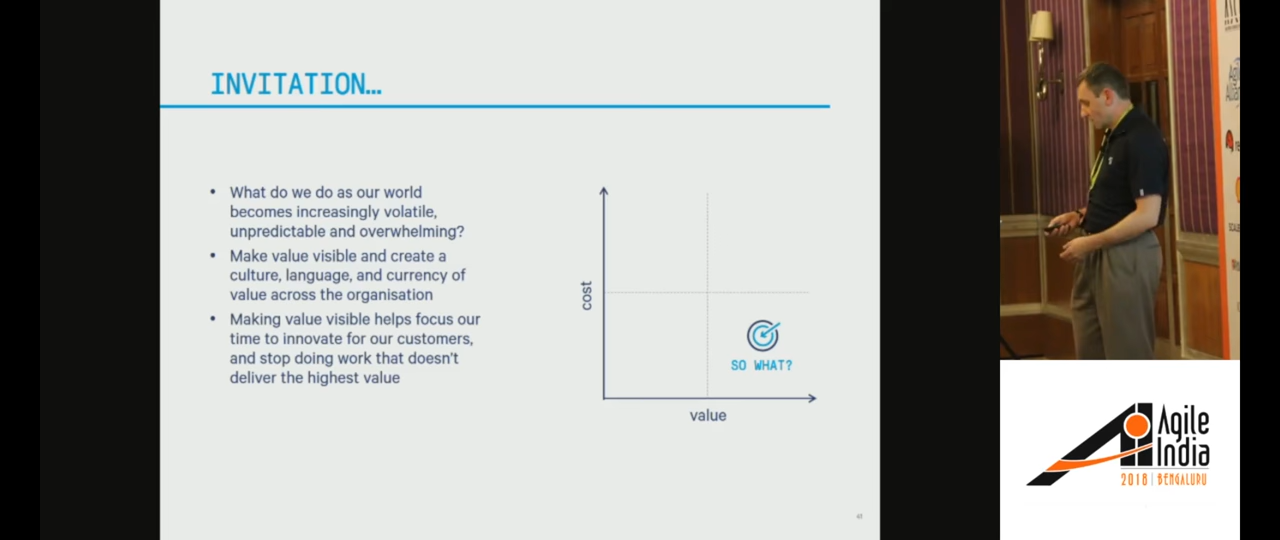 INVITATION…
• What do we do as our world
becomes increasingly volatile,
unpredictable and overwhelming?
• Make value visible and create a
culture, language, and currency of
value across the organisation
• Making value visible helps focus our
time to innovate for our customers,
and stop doing work that doesn't
deliver the highest value
cost
SO WHAT?
value
Agile
India
2018 | BENGALURU